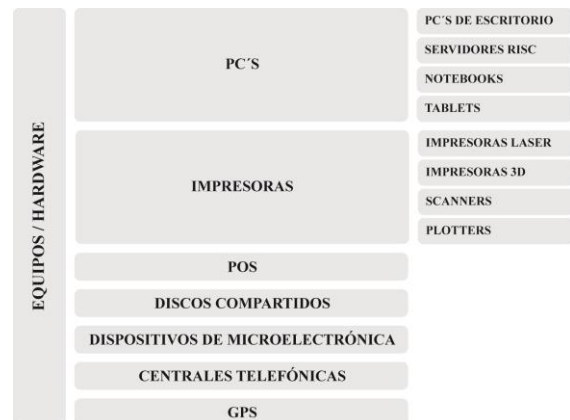 EQUIPOS / HARDWARE
PC´S
PC´S DE ESCRITORIO
SERVIDORES RISC
NOTEBOOKS
TABLETS
IMPRESORAS
IMPRESORAS LASER
IMPRESORAS 3D
SCANNERS
PLOTTERS
POS
DISCOS COMPARTIDOS
DISPOSITIVOS DE MICROELECTRÓNICA
CENTRALES TELEFÓNICAS
GPS